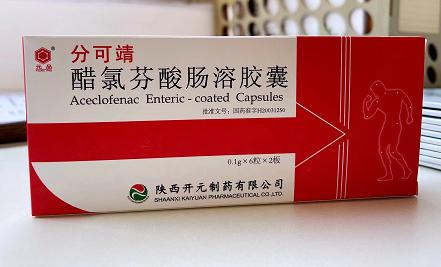 分可靖
醋氯芬酸肠溶胶囊
Aceclofenac Enteric-coated Capsules
批准文号：国药准字H20031250
0.1g×6粒×2板
陕西开元制药有限公司
SHAANXI KAIYUAN PHARMACEUTICAL CO.,LTD.